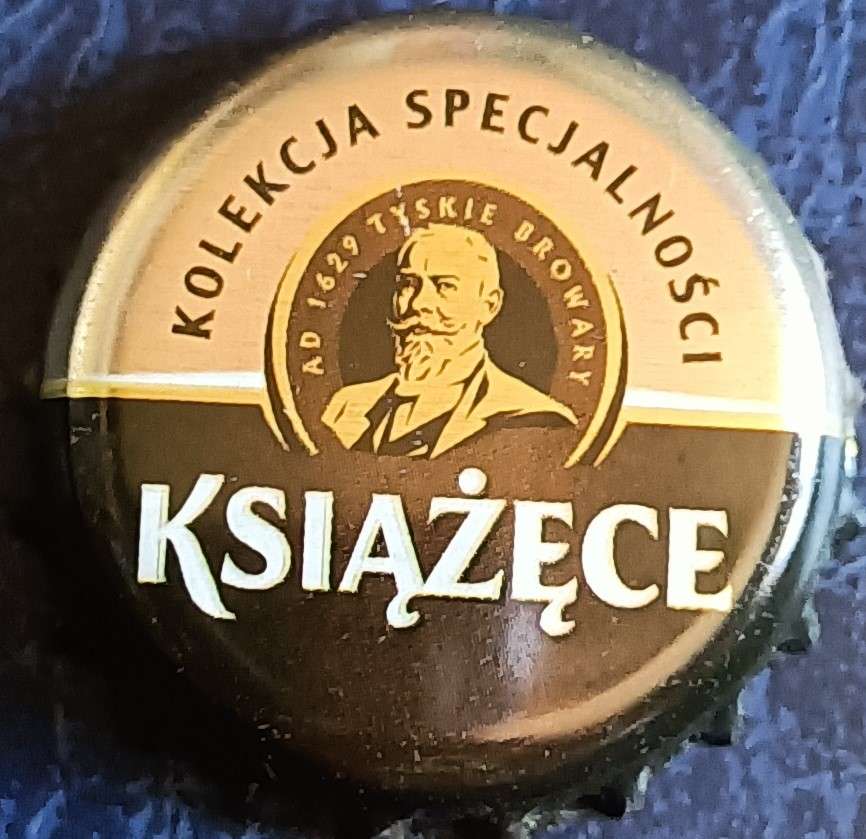 KOLEKCJA SPECJALNOŚCI
AD 1629 TYSKIE BROWARY
KSIĄŻĘCE